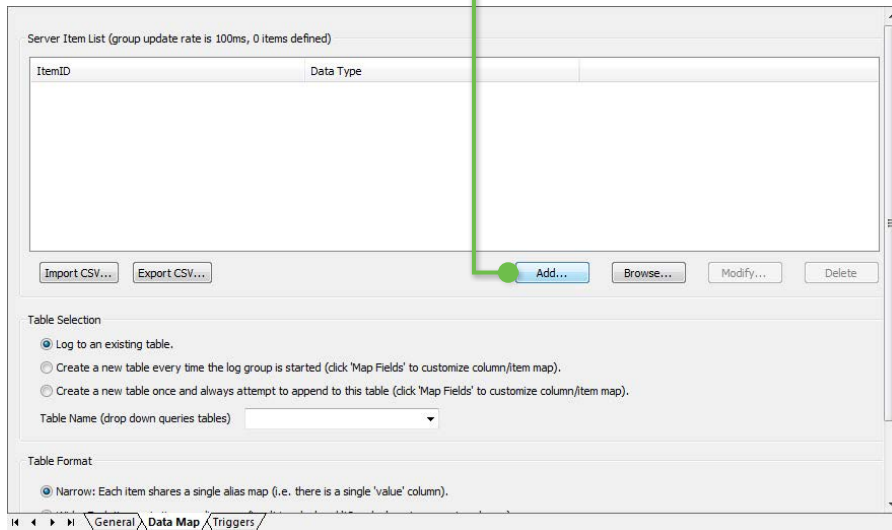 Server Item List (group update rate is 100ms, 0 items defined)
ItemID Data Type
Import CSV... Export CSV... Add... Browse... Modify... Delete
Table Selection
Log to an existing table.
Create a new table every time the log group is started (click 'Map Fields' to customize column/item map).
Create a new table once and always attempt to append to this table (click 'Map Fields' to customize column/item map).
Table Name (drop down queries tables)
Table Format
Narrow: Each item shares a single alias map (i.e. there is a single 'value' column).
General Data Map Triggers